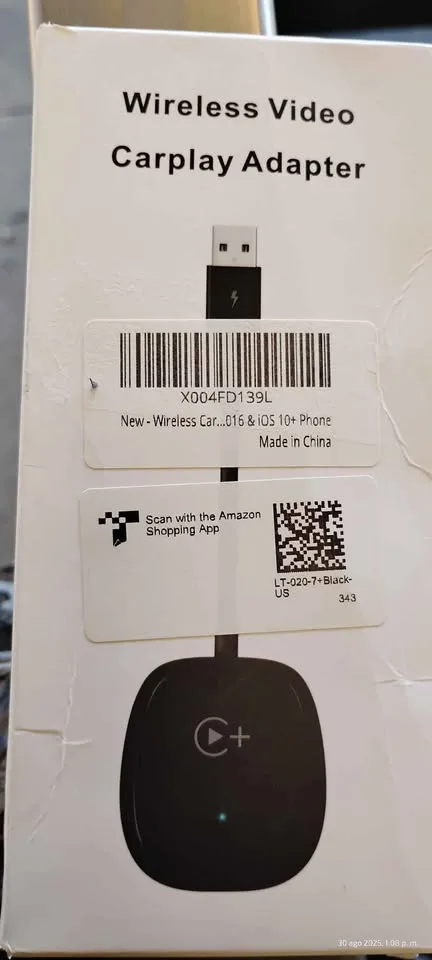 Wireless Video
Carplay Adapter
X004FD139L
New - Wireless Car...016 & iOS 10+ Phone
Made in China
Scan with the Amazon
Shopping App
LT-020-7+Black-
US
343
C+
30 ago 2025, 1:08 p. m.